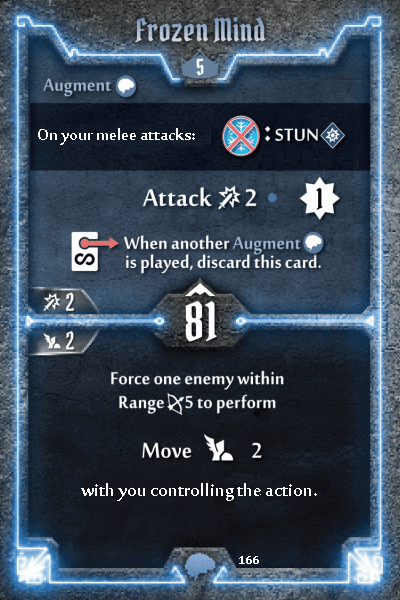 Frozen Mind
5
Augment
On your melee attacks: : STUN
Attack 2 1
When another Augment
is played, discard this card.
2
81
2
Force one enemy within
Range 5 to perform
Move 2
with you controlling the action.
166